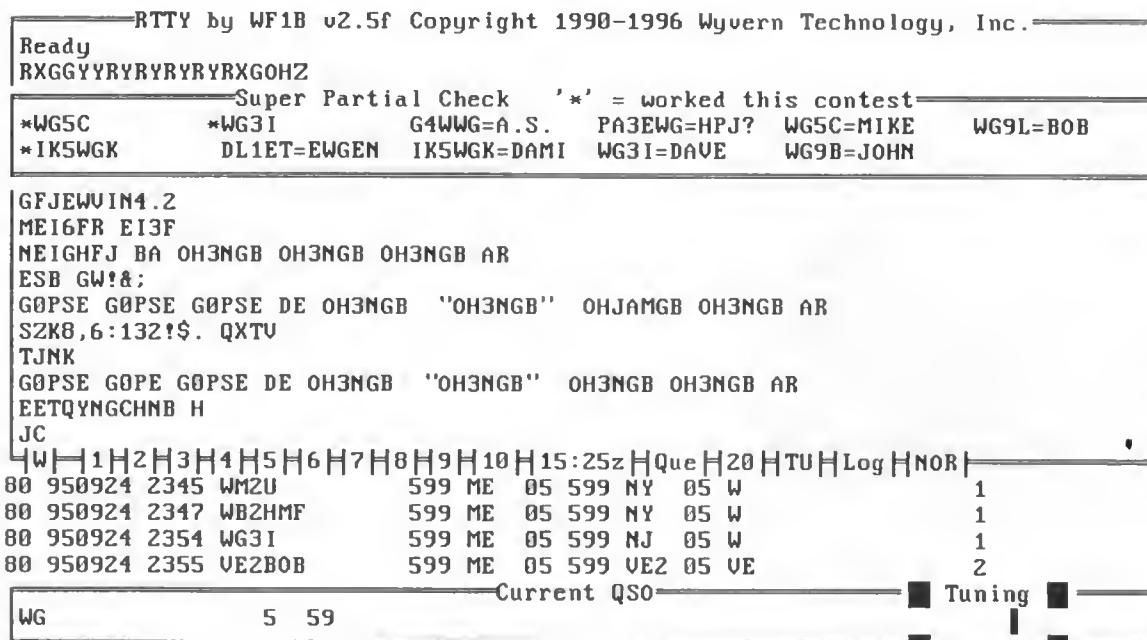 RTTY by WF1B v2.5f Copyright 1990-1996 Wyvern Technology, Inc.
Ready
RXGGYYRYRYRYRYRXGOHZ
Super Partial Check '*' = worked this contest
*WG5C *WG3I G4WWG=A.S. PA3EWG=HPJ? WG5C=MIKE WG9L=BOB
*IK5WGK DL1ET=EWGEN IK5WGK=DAMI WG3I=DAVE WG9B=JOHN
GFJEWVIN4.2
MEI6FR EI3F
NEIGHFJ BA OH3NGB OH3NGB OH3NGB AR
ESB GW!&;
G0PSE G0PSE G0PSE DE OH3NGB "OH3NGB" OHJAMGB OH3NGB AR
SZK8,6:132!$. QXTV
TJNK
G0PSE GOPE G0PSE DE OH3NGB "OH3NGB" OH3NGB OH3NGB AR
EETQYNGCHNB H
JC
W 1 2 3 4 5 6 7 8 9 10 15:25z Que 20 TU Log NOR
80 950924 2345 WM2U 599 ME 05 599 NY 05 W 1
80 950924 2347 WB2HMF 599 ME 05 599 NY 05 W 1
80 950924 2354 WG3I 599 ME 05 599 NJ 05 W 1
80 950924 2355 VE2BOB 599 ME 05 599 VE2 05 VE 2
Current QSO Tuning
WG 5 59